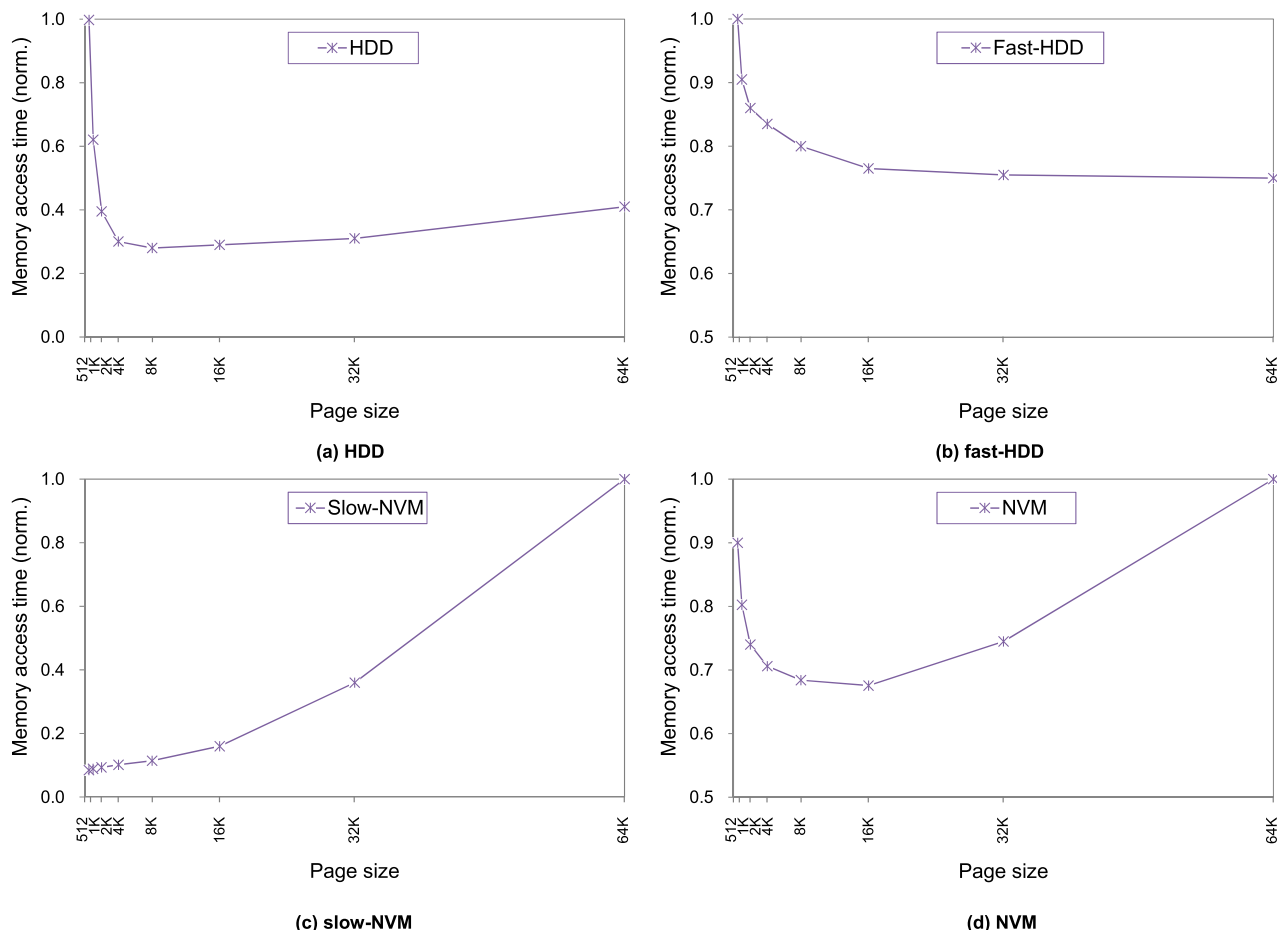 Memory access time (norm.)
1.0
0.8
0.6
0.4
0.2
0.0
HDD
512 1K 2K 4K 8K 16K 32K 64K
Page size
(a) HDD
Memory access time (norm.)
1.0
0.9
0.8
0.7
0.6
0.5
Fast-HDD
512 1K 2K 4K 8K 16K 32K 64K
Page size
(b) fast-HDD
Memory access time (norm.)
1.0
0.8
0.6
0.4
0.2
0.0
Slow-NVM
512 1K 2K 4K 8K 16K 32K 64K
Page size
(c) slow-NVM
Memory access time (norm.)
1.0
0.9
0.8
0.7
0.6
0.5
NVM
512 1K 2K 4K 8K 16K 32K 64K
Page size
(d) NVM